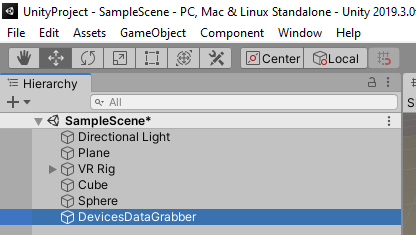 UnityProject - SampleScene - PC, Mac & Linux Standalone - Unity 2019.3.0
File Edit Assets GameObject Component Window Help
Center Local
Hierarchy
All
S
SampleScene*
Directional Light
Plane
VR Rig
Cube
Sphere
DevicesDataGrabber